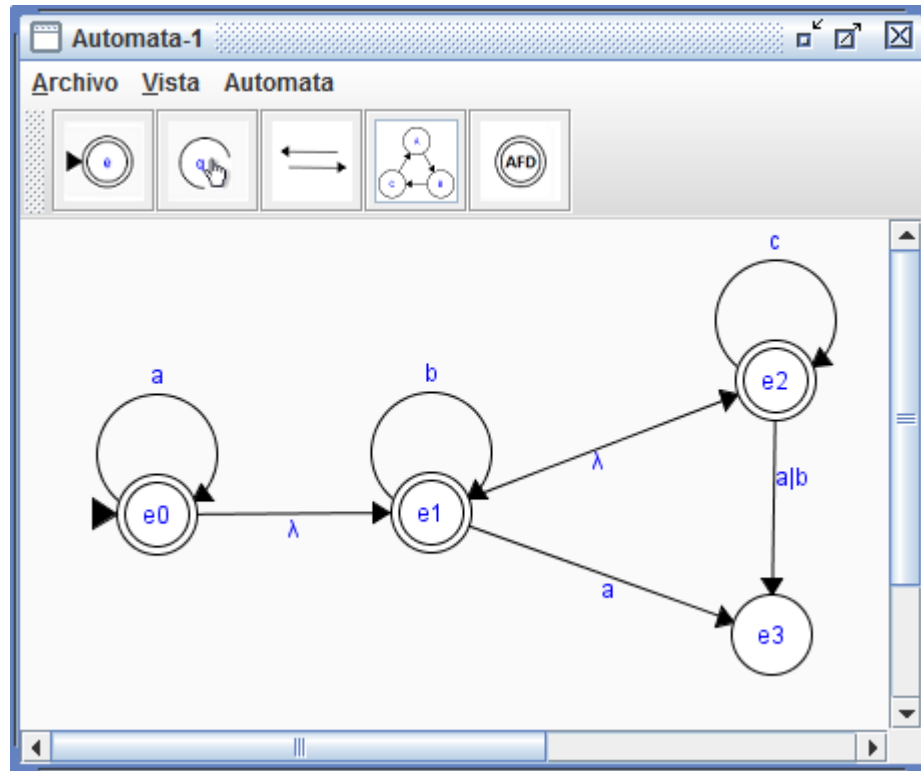 Automata-1
Archivo Vista Automata
e q A C B AFD
c
a b e2
λ a|b
e0 λ e1
a e3